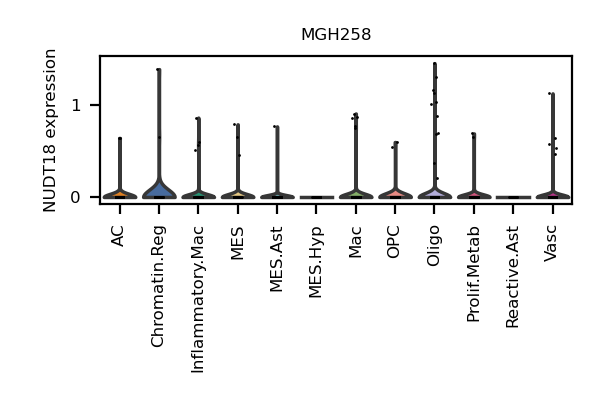 MGH258
NUDT18 expression
1
0
AC
Chromatin.Reg
Inflammatory.Mac
MES
MES.Ast
MES.Hyp
Mac
OPC
Oligo
Prolif.Metab
Reactive.Ast
Vasc